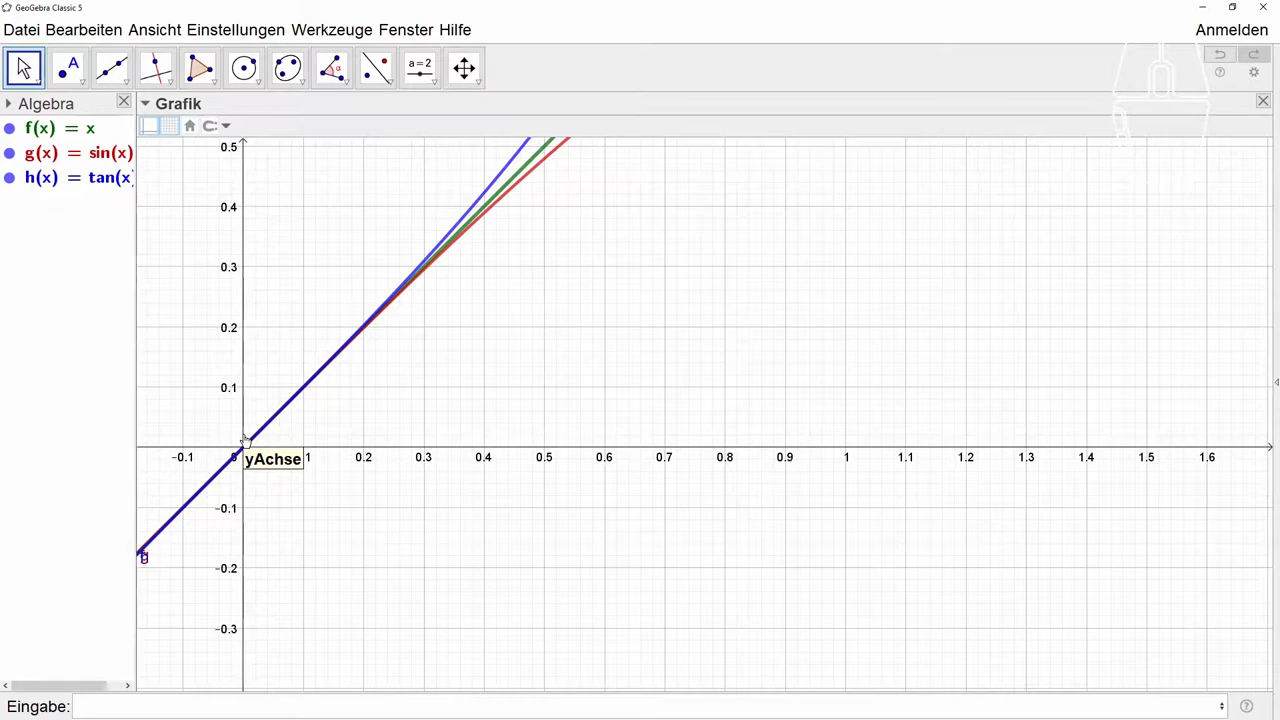 GeoGebra Classic 5
Datei Bearbeiten Ansicht Einstellungen Werkzeuge Fenster Hilfe
Anmelden
A
α
a=2
Algebra
Grafik
f(x) = x
g(x) = sin(x)
h(x) = tan(x)
0.5
0.4
0.3
0.2
0.1
-0.1 0 1 0.2 0.3 0.4 0.5 0.6 0.7 0.8 0.9 1 1.1 1.2 1.3 1.4 1.5 1.6
yAchse
-0.1
-0.2
-0.3
Eingabe: